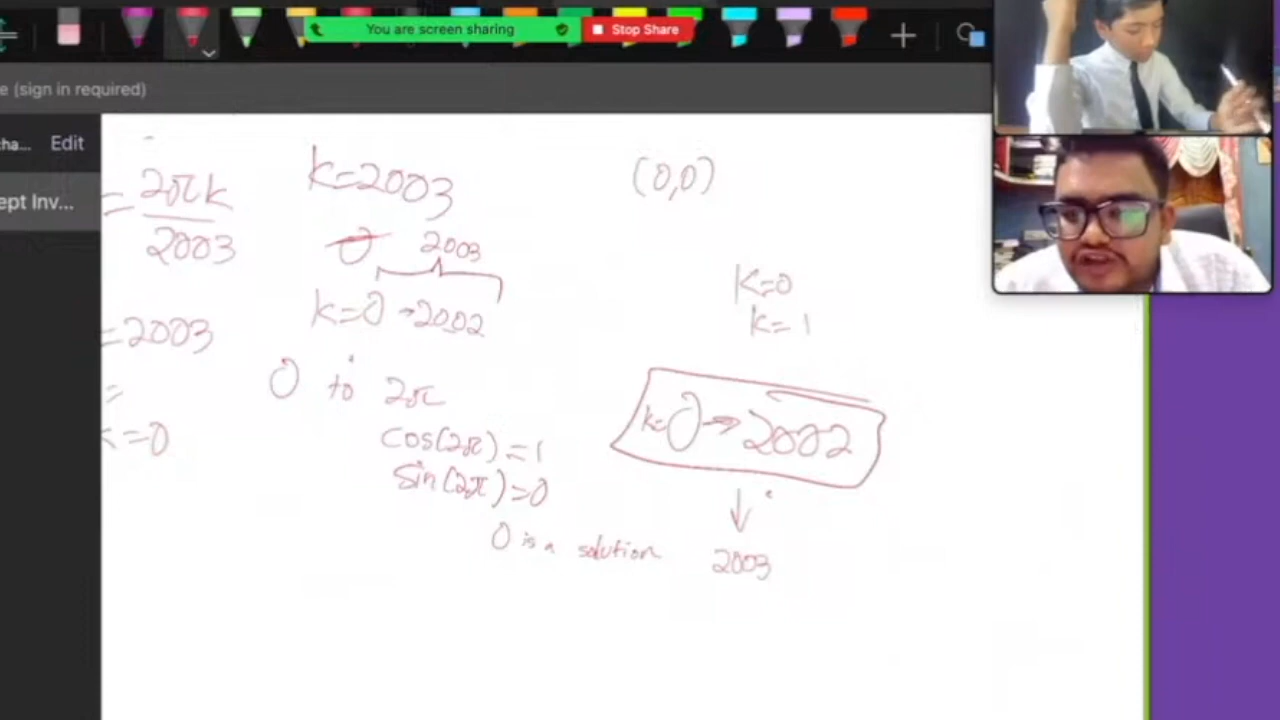 You are screen sharing
Stop Share
e (sign in required)
cha... Edit
ept Inv...
= 2πk
2003
k=2003
0 2003
k=0 → 2002
(0,0)
k=0
k=1
=2003
=
k=0
0 to 2π
cos(2π)=1
sin(2π)=0
0 is a solution
k=0→2002
↓
2003